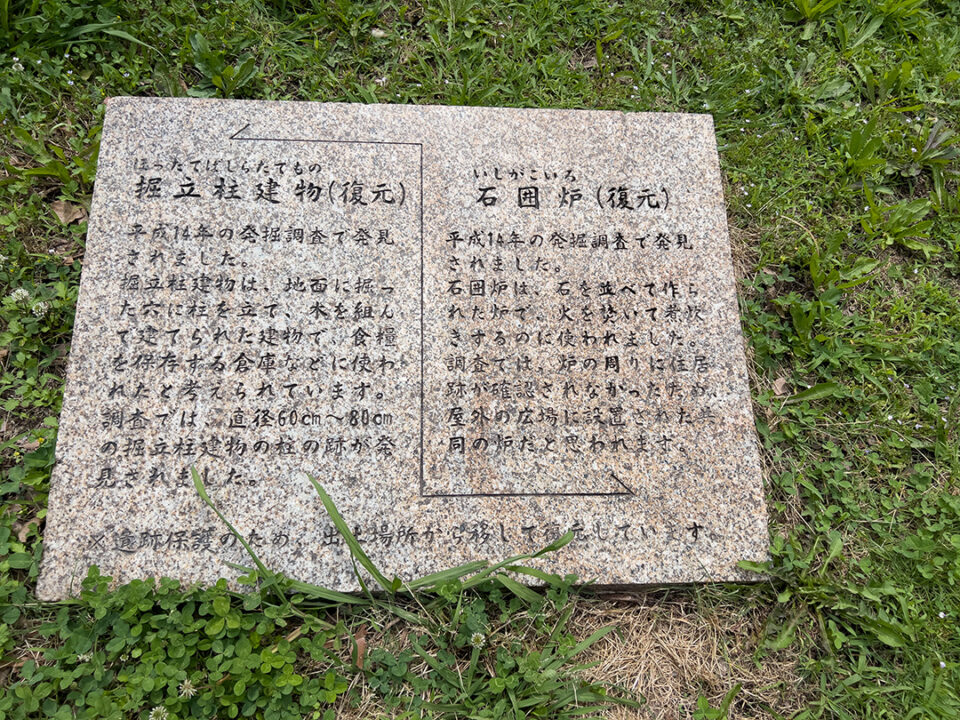 ほったてばしらたてもの
掘立柱建物(復元)
平成14年の発掘調査で発見
されました。
掘立柱建物は、地面に掘っ
た穴に柱を立て、木を組ん
で建てられた建物で、食糧
を保存する倉庫などに使わ
れたと考えられています。
調査では、直径60cm〜80cm
の掘立柱建物の柱の跡が発
見されました。
いしがこいろ
石囲炉(復元)
平成14年の発掘調査で発見
されました。
石囲炉は、石を並べて作ら
れた炉で、火を焚いて煮炊
きするのに使われました。
調査では、炉の周りに住居
跡が確認されなかったため、
屋外の広場に設置された共
同の炉だと思われます。
※遺跡保護のため、出土場所から移して復元しています。